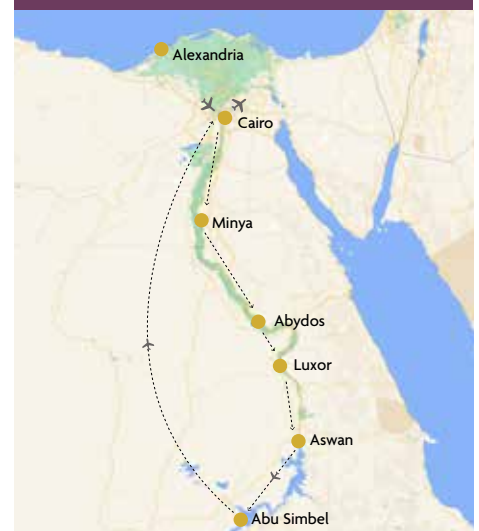 Alexandria
Cairo
Minya
Abydos
Luxor
Aswan
Abu Simbel